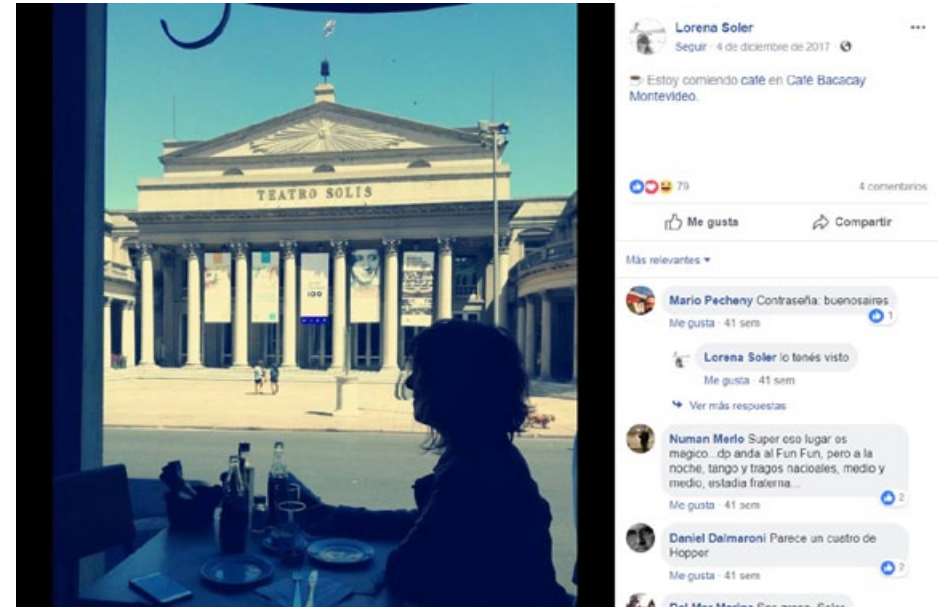 TEATRO SOLIS
100
Lorena Soler
Seguir · 4 de diciembre de 2017 ·
Estoy comiendo café en Café Bacacay
Montevideo.
79
4 comentarios
Me gusta
Compartir
Más relevantes
Mario Pecheny Contraseña: buenosaires
1
Me gusta · 41 sem
Lorena Soler lo tenés visto
Me gusta · 41 sem
Ver más respuestas
Numan Merlo Super eso lugar es
magico...dp anda al Fun Fun, pero a la
noche, tango y tragos nacioales, medio y
medio, estadia fraterna...
2
Me gusta · 41 sem
Daniel Dalmaroni Parece un cuatro de
Hopper
2
Me gusta · 41 sem